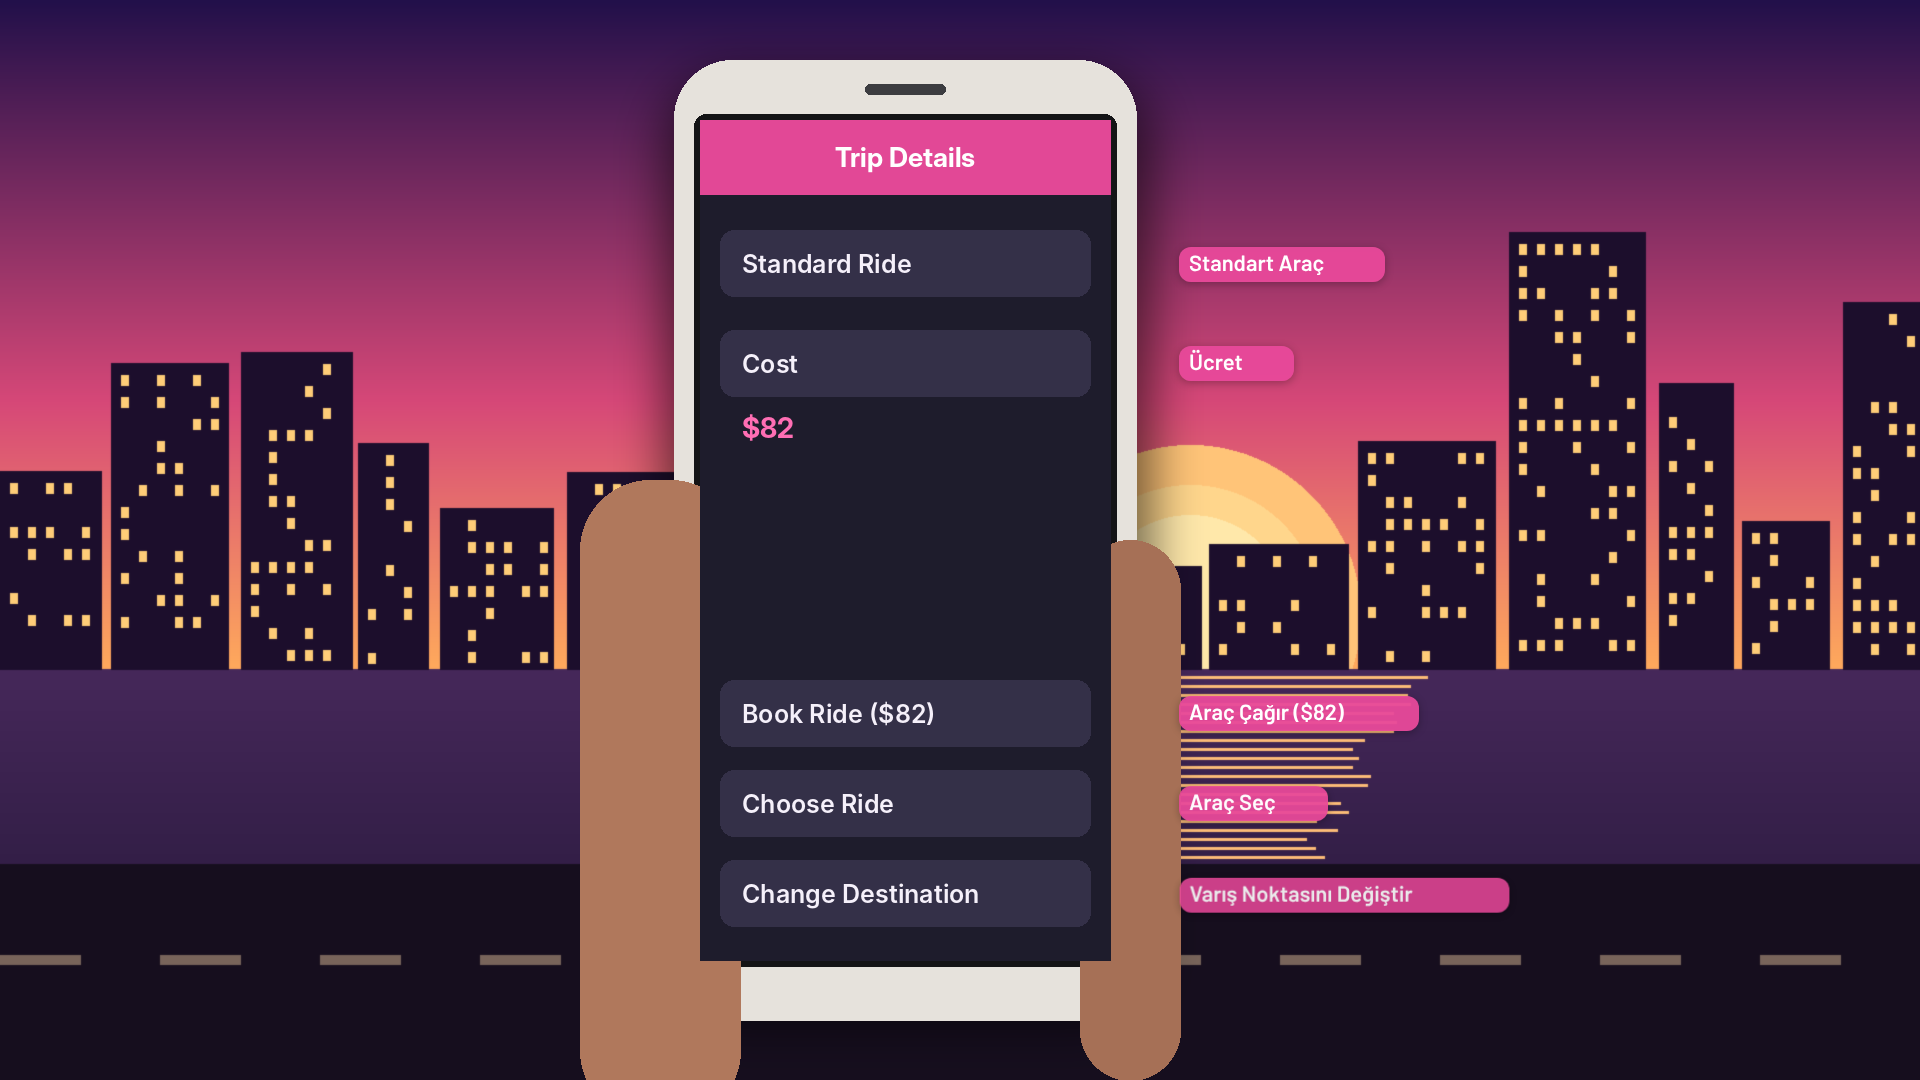 Trip Details
Standard Ride
Standart Araç
Cost
Ücret
$82
Book Ride ($82)
Araç Çağır ($82)
Choose Ride
Araç Seç
Change Destination
Varış Noktasını Değiştir